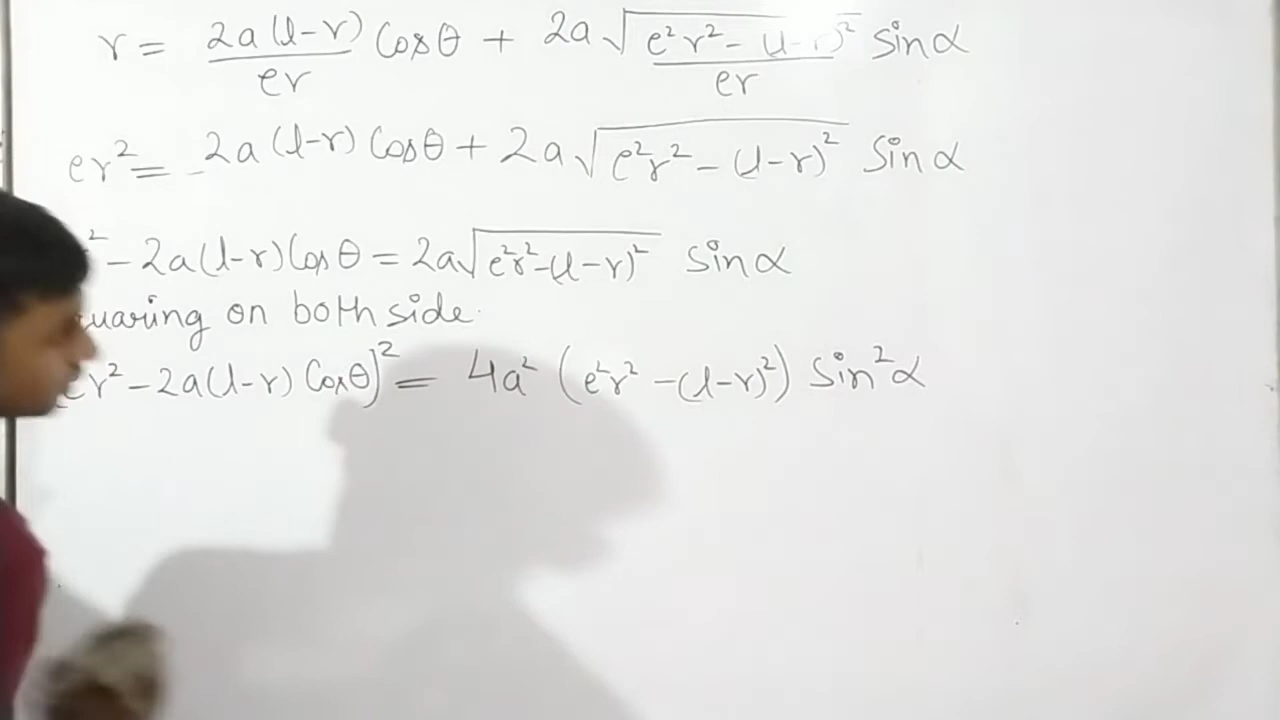 r = 2a(l-r)/er Cosθ + 2a √(e²r² - (l-r)²)/er Sinα
er² = 2a(l-r) Cosθ + 2a √(e²r² - (l-r)²) Sinα
² - 2a(l-r) Cosθ = 2a√(e²r² - (l-r)²) Sinα
on both side.
r² - 2a(l-r) Cosθ)² = 4a² (e²r² - (l-r)²) Sin²α